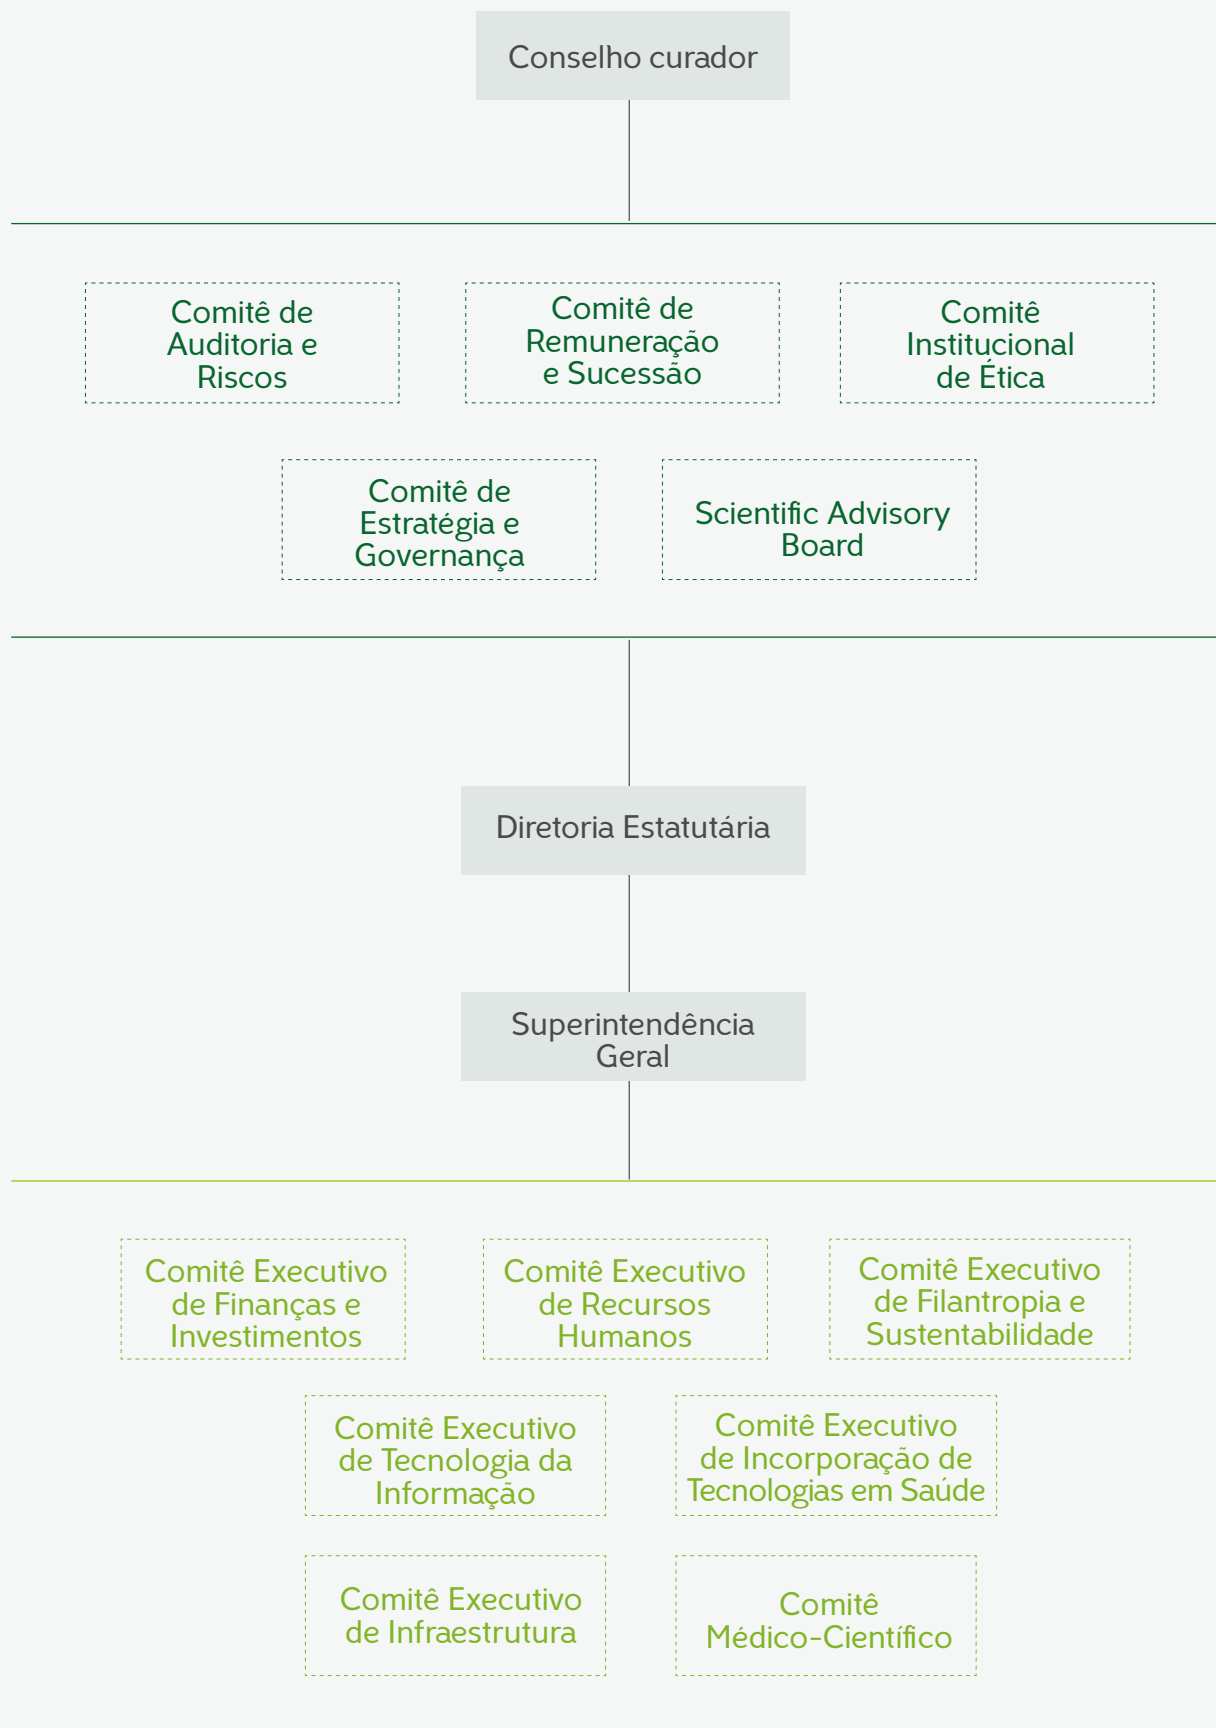 Conselho curador
Comitê de
Auditoria e
Riscos
Comitê de
Remuneração
e Sucessão
Comitê
Institucional
de Ética
Comitê de
Estratégia e
Governança
Scientific Advisory
Board
Diretoria Estatutária
Superintendência
Geral
Comitê Executivo
de Finanças e
Investimentos
Comitê Executivo
de Recursos
Humanos
Comitê Executivo
de Filantropia e
Sustentabilidade
Comitê Executivo
de Tecnologia da
Informação
Comitê Executivo
de Incorporação de
Tecnologias em Saúde
Comitê Executivo
de Infraestrutura
Comitê
Médico-Científico